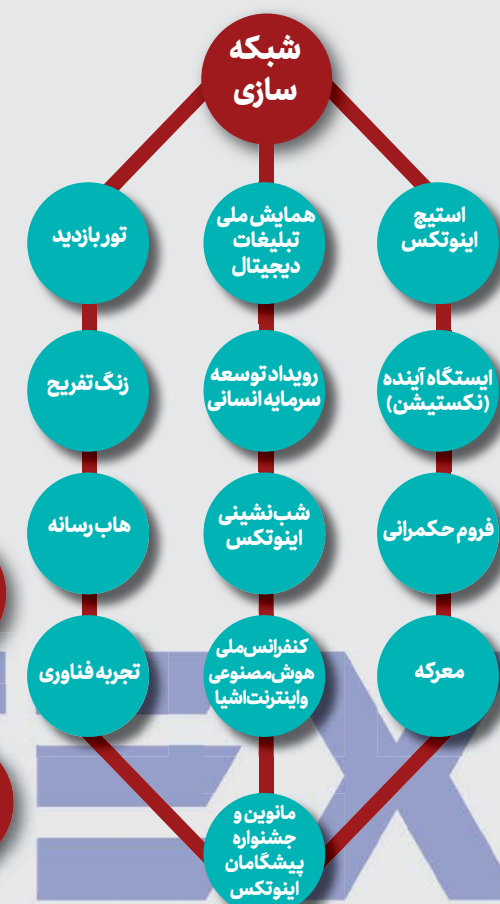 شبکه
سازی
استیج
اینوتکس
همایش ملی
تبلیغات
دیجیتال
تور بازدید
ایستگاه آینده
(نکستیشن)
رویداد توسعه
سرمایه انسانی
زنگ تفریح
فروم حکمرانی
شب‌نشینی
اینوتکس
هاب رسانه
معرکه
کنفرانس ملی
هوش مصنوعی
و اینترنت اشیا
تجربه فناوری
مانوین و
جشنواره
پیشگامان
اینوتکس
EX